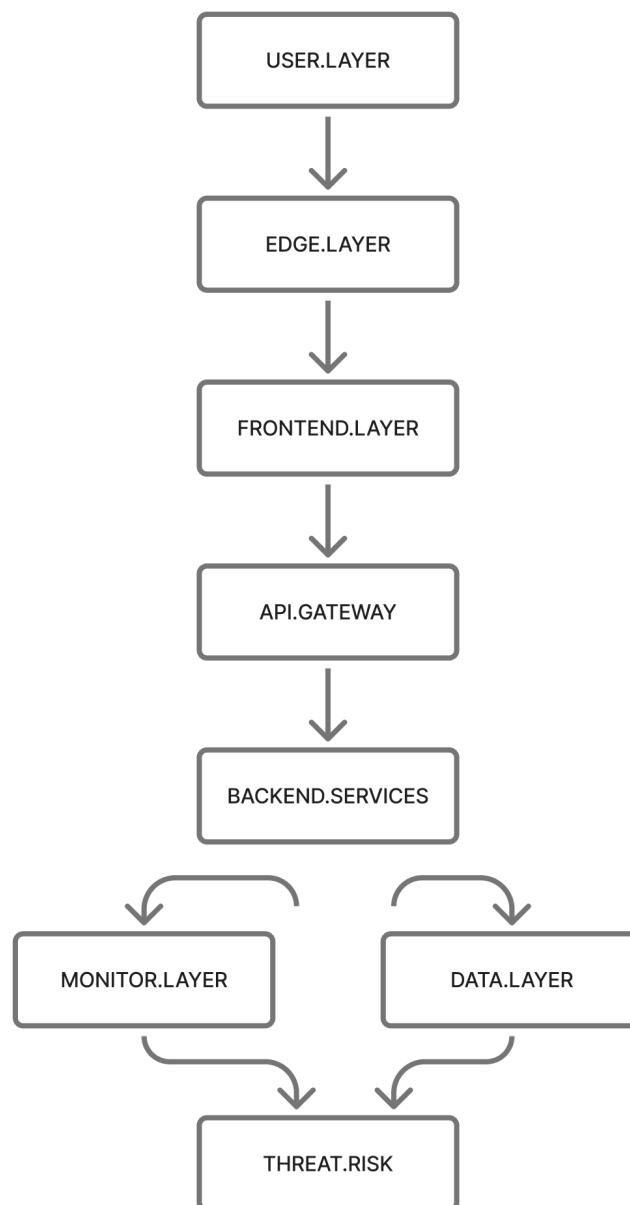 USER.LAYER
EDGE.LAYER
FRONTEND.LAYER
API.GATEWAY
BACKEND.SERVICES
MONITOR.LAYER
DATA.LAYER
THREAT.RISK